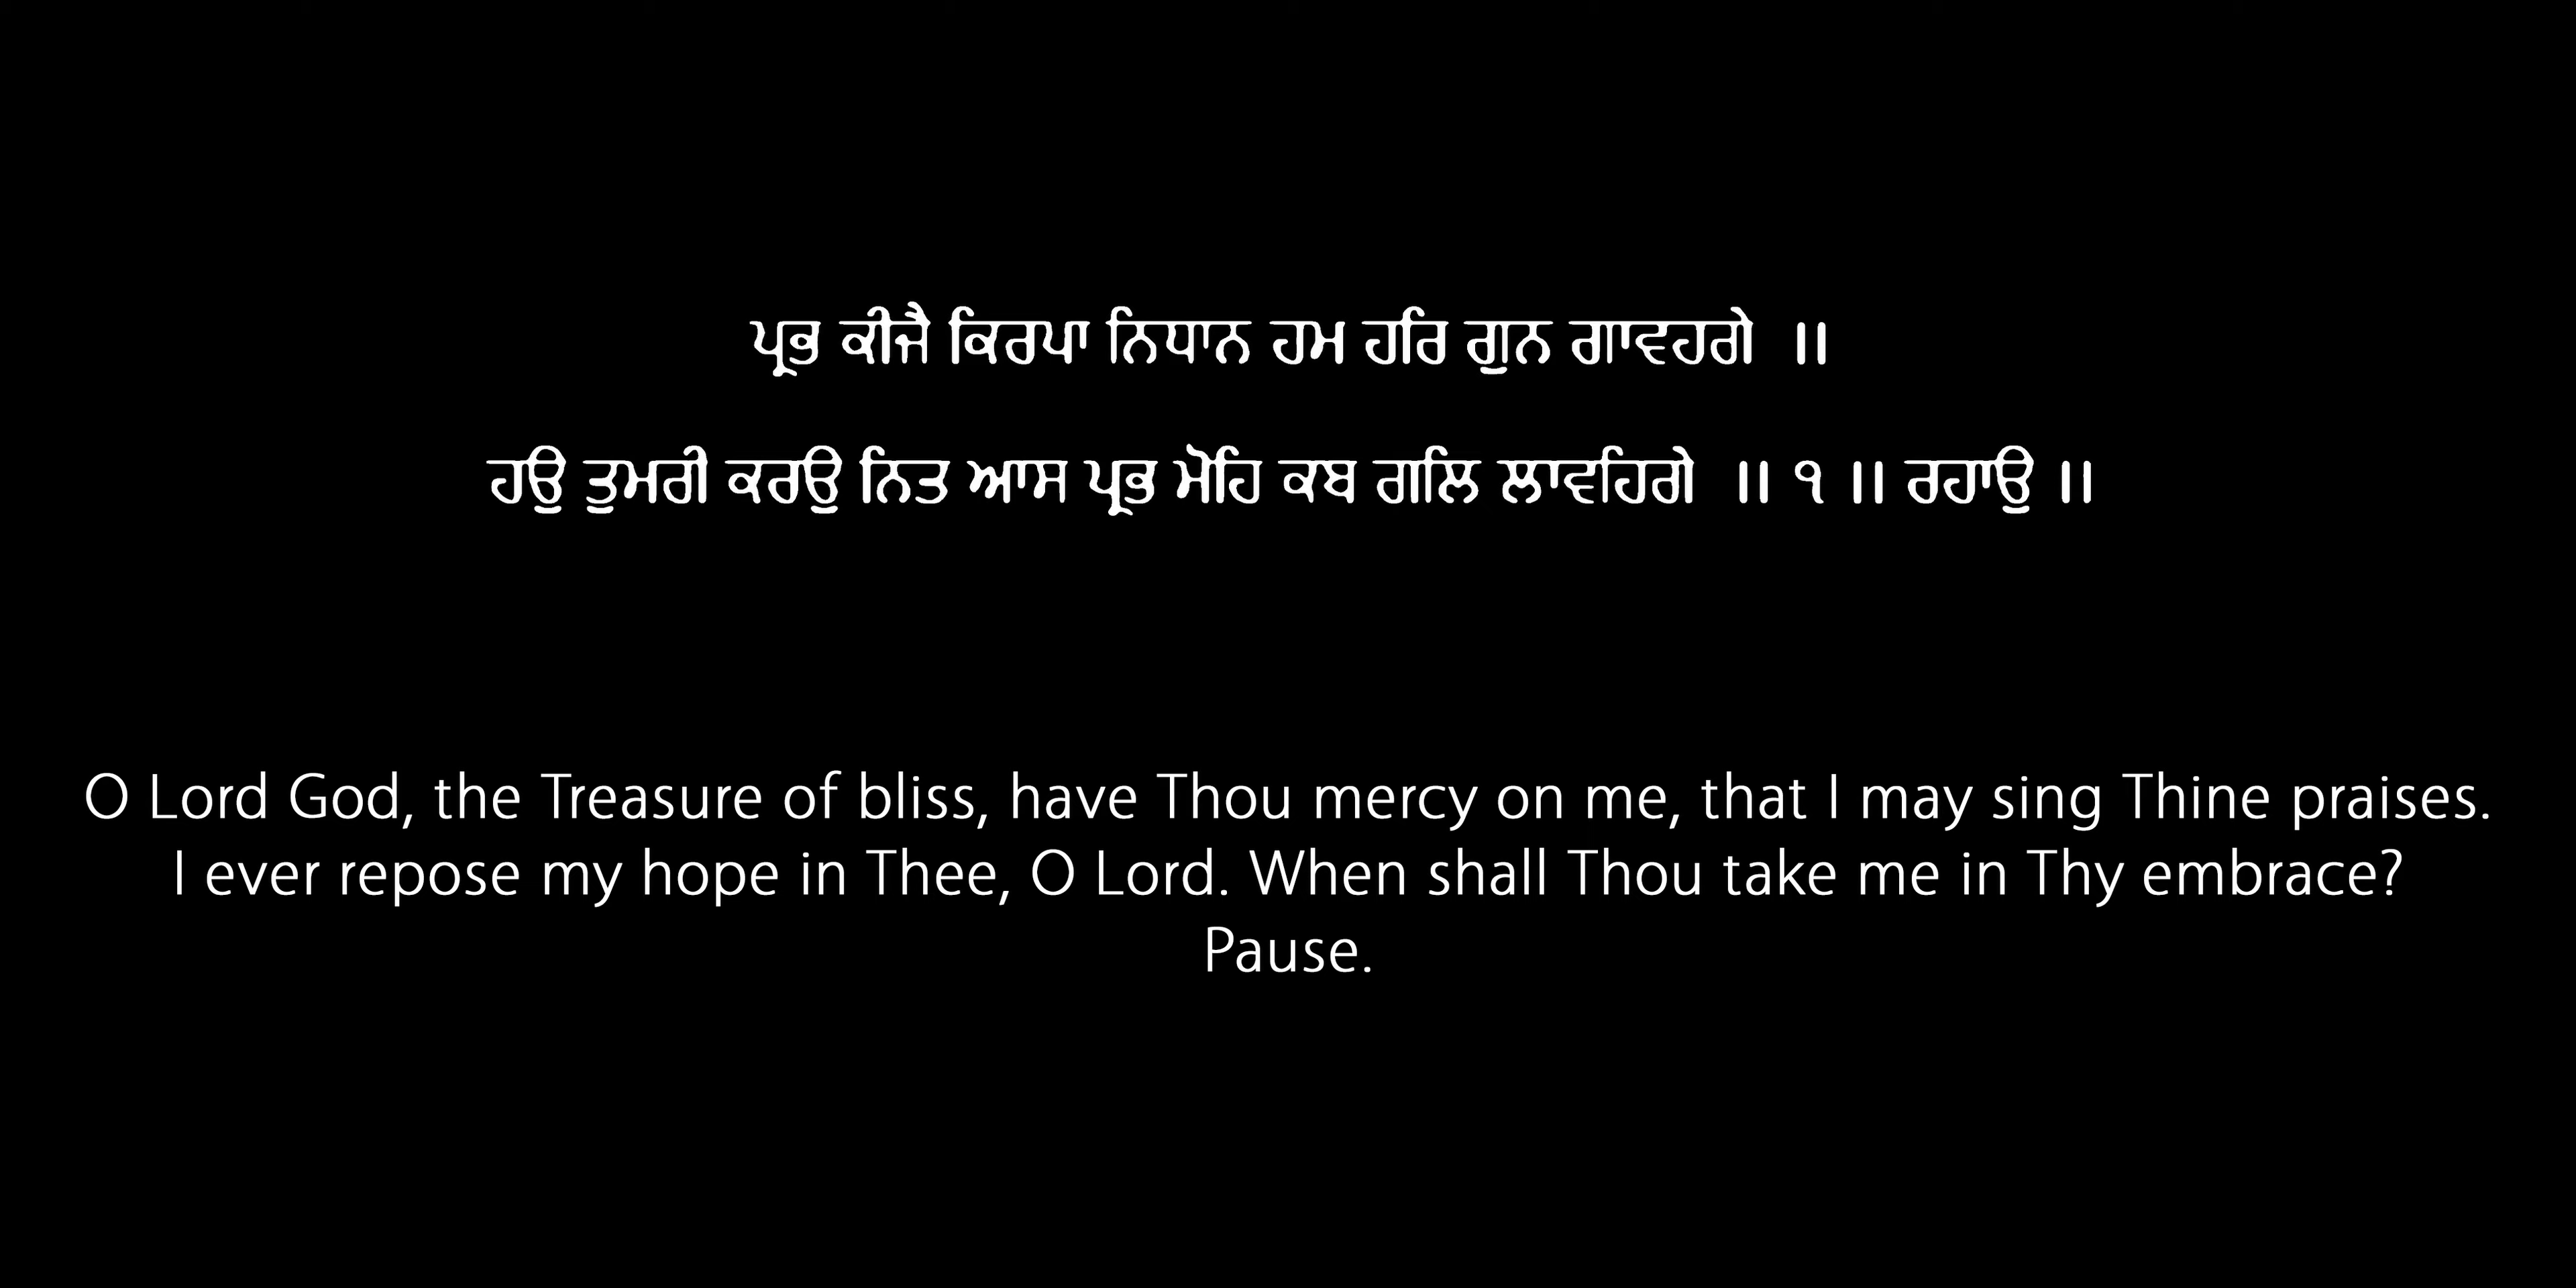 ਪ੍ਰਭ ਕੀਜੈ ਕਿਰਪਾ ਨਿਧਾਨ ਹਮ ਹਰਿ ਗੁਨ ਗਾਵਹਗੇ ॥
ਹਉ ਤੁਮਰੀ ਕਰਉ ਨਿਤ ਆਸ ਪ੍ਰਭ ਮੋਹਿ ਕਬ ਗਲਿ ਲਾਵਹਿਗੇ ॥ ੧ ॥ ਰਹਾਉ ॥
O Lord God, the Treasure of bliss, have Thou mercy on me, that I may sing Thine praises.
I ever repose my hope in Thee, O Lord. When shall Thou take me in Thy embrace?
Pause.